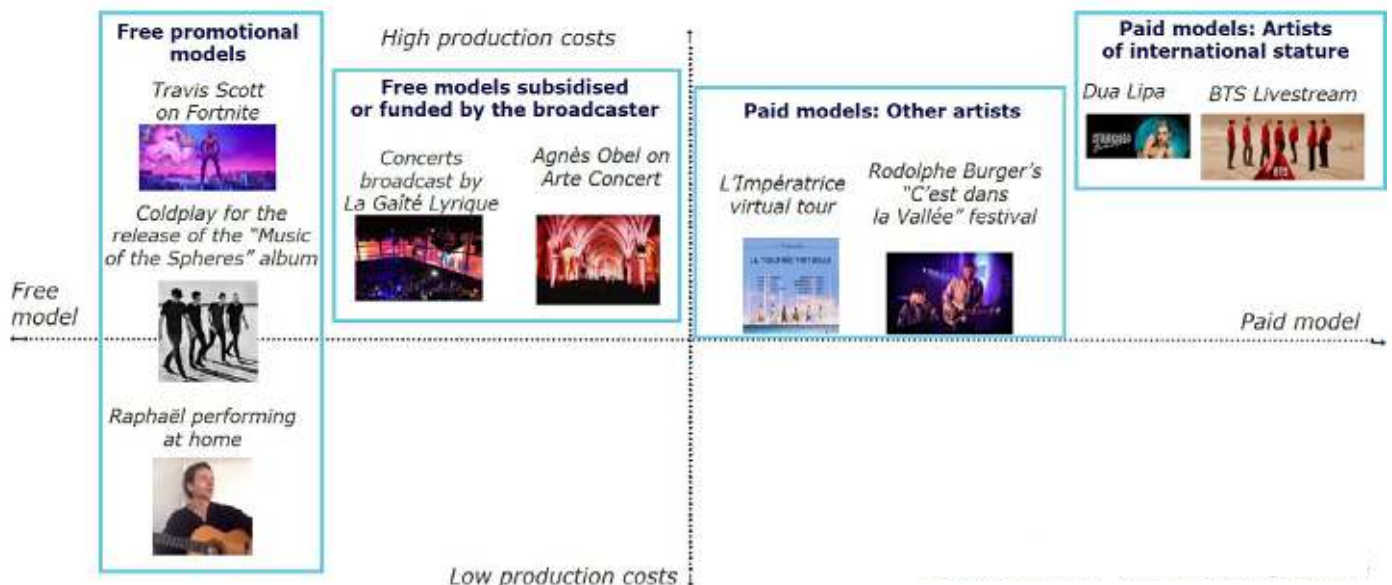 Free promotional
models
Travis Scott
on Fortnite
Coldplay for the
release of the “Music
of the Spheres” album
Raphaël performing
at home
High production costs
Free models subsidised
or funded by the broadcaster
Concerts
broadcast by
La Gaîté Lyrique
Agnès Obel on
Arte Concert
Paid models: Other artists
L’Impératrice
virtual tour
Rodolphe Burger’s
“C’est dans
la Vallée” festival
Paid models: Artists
of international stature
Dua Lipa
BTS Livestream
BTS
Free
model
Paid model
Low production costs